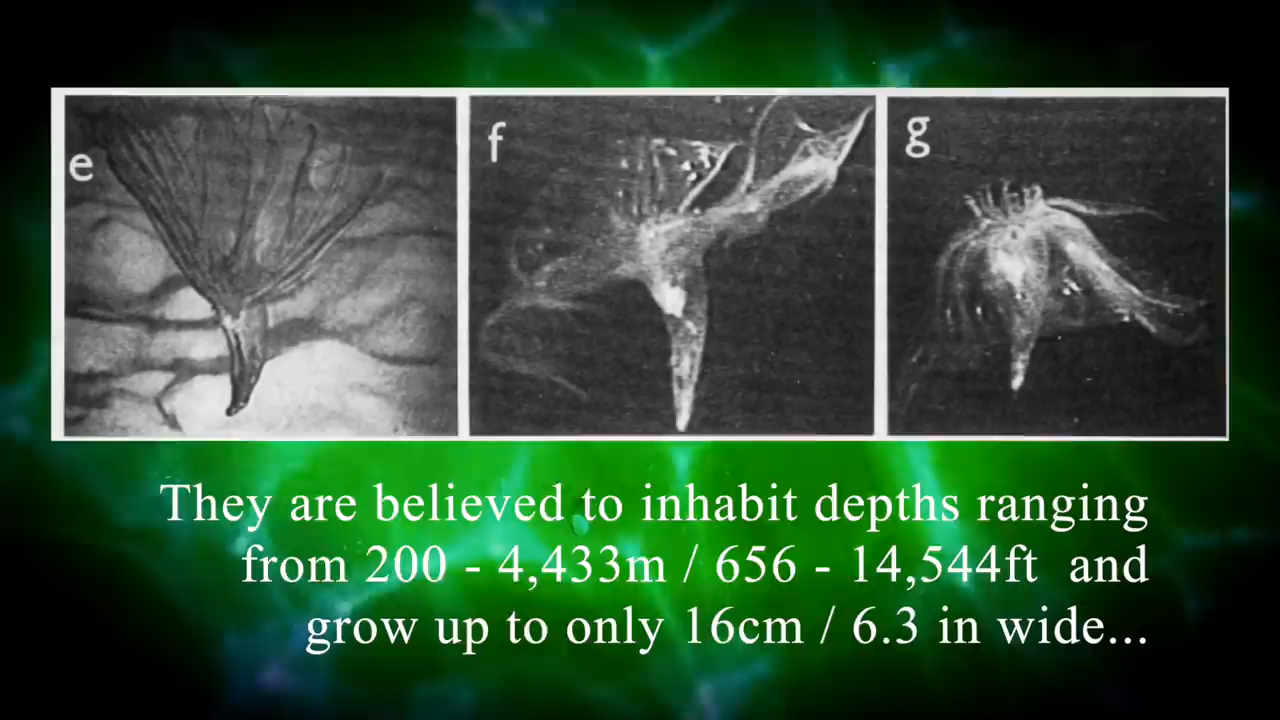 e f g
They are believed to inhabit depths ranging
from 200 - 4,433m / 656 - 14,544ft and
grow up to only 16cm / 6.3 in wide...